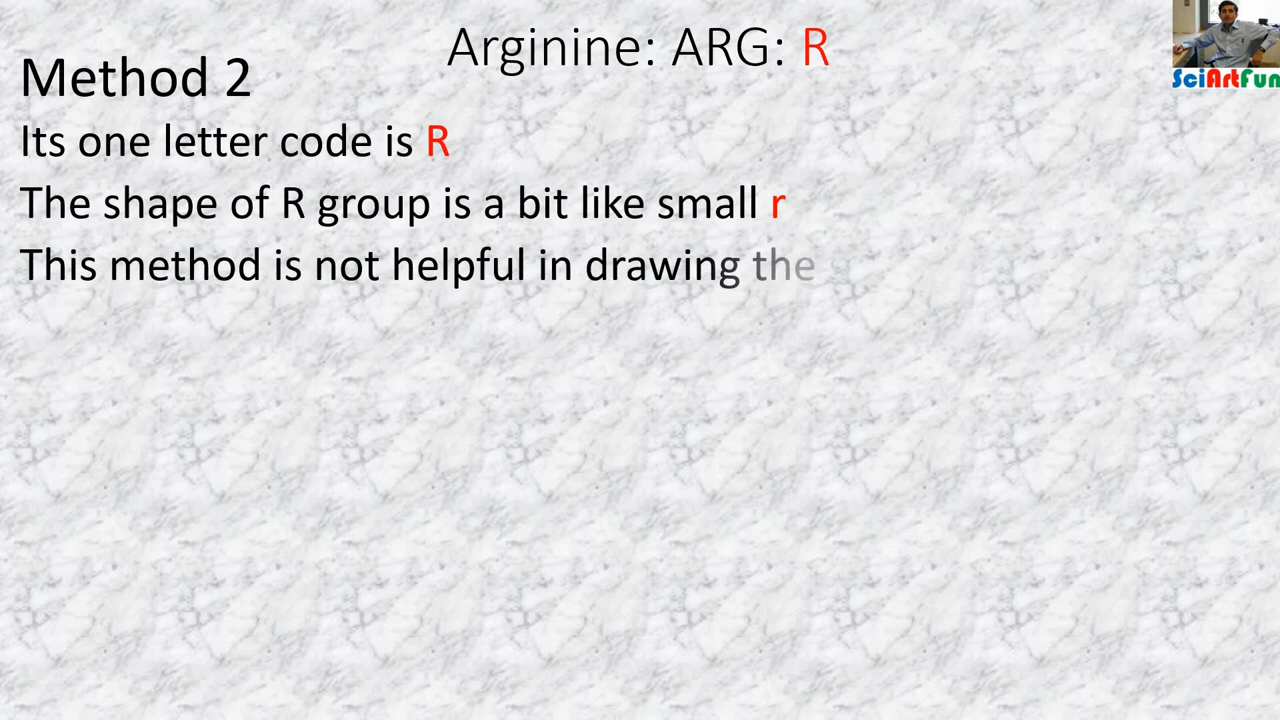 Arginine: ARG: R
SciArtFun
Method 2
Its one letter code is R
The shape of R group is a bit like small r
This method is not helpful in drawing the